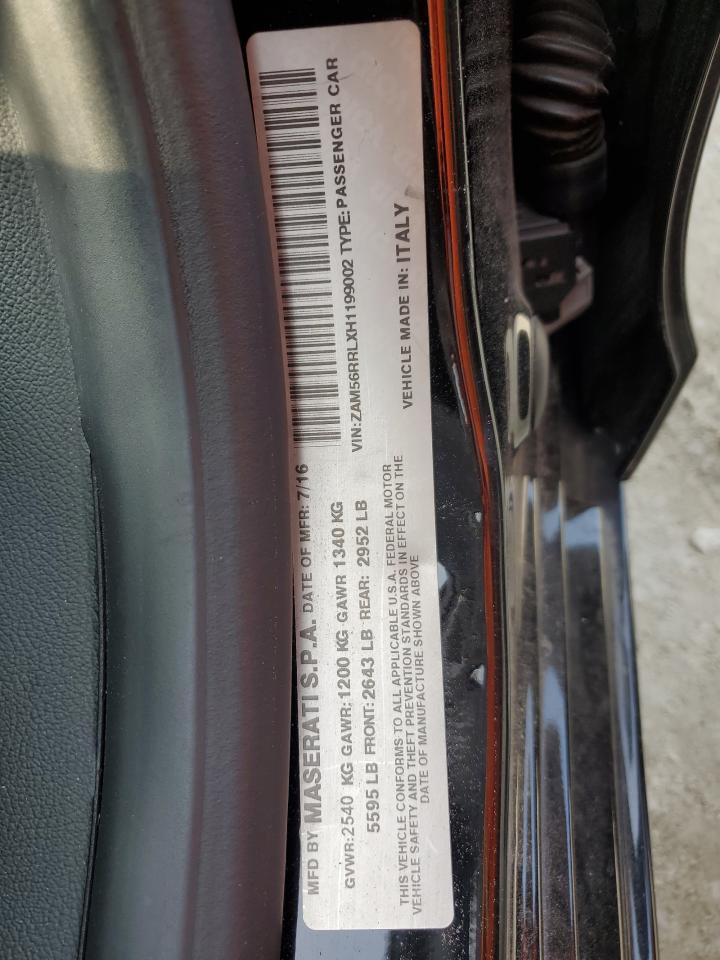 MFD BY MASERATI S.P.A. DATE OF MFR: 7/16
GVWR:2540 KG GAWR:1200 KG GAWR 1340 KG
5595 LB FRONT:2643 LB REAR: 2952 LB
VIN:ZAM56RRLXH1199002 TYPE:PASSENGER CAR
THIS VEHICLE CONFORMS TO ALL APPLICABLE U.S.A. FEDERAL MOTOR
VEHICLE SAFETY AND THEFT PREVENTION STANDARDS IN EFFECT ON THE
DATE OF MANUFACTURE SHOWN ABOVE
VEHICLE MADE IN: ITALY